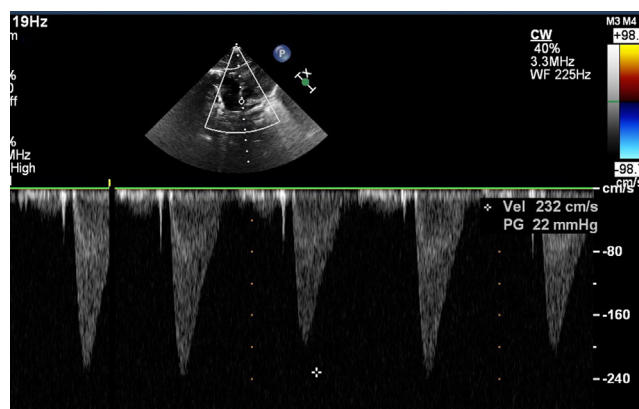 19Hz
m
%
0
ff
%
MHz
High
P
CW
40%
3.3MHz
WF 225Hz
M3 M4
+98.
-98.
cm/s
cm/s
Vel 232 cm/s
PG 22 mmHg
-80
-160
-240